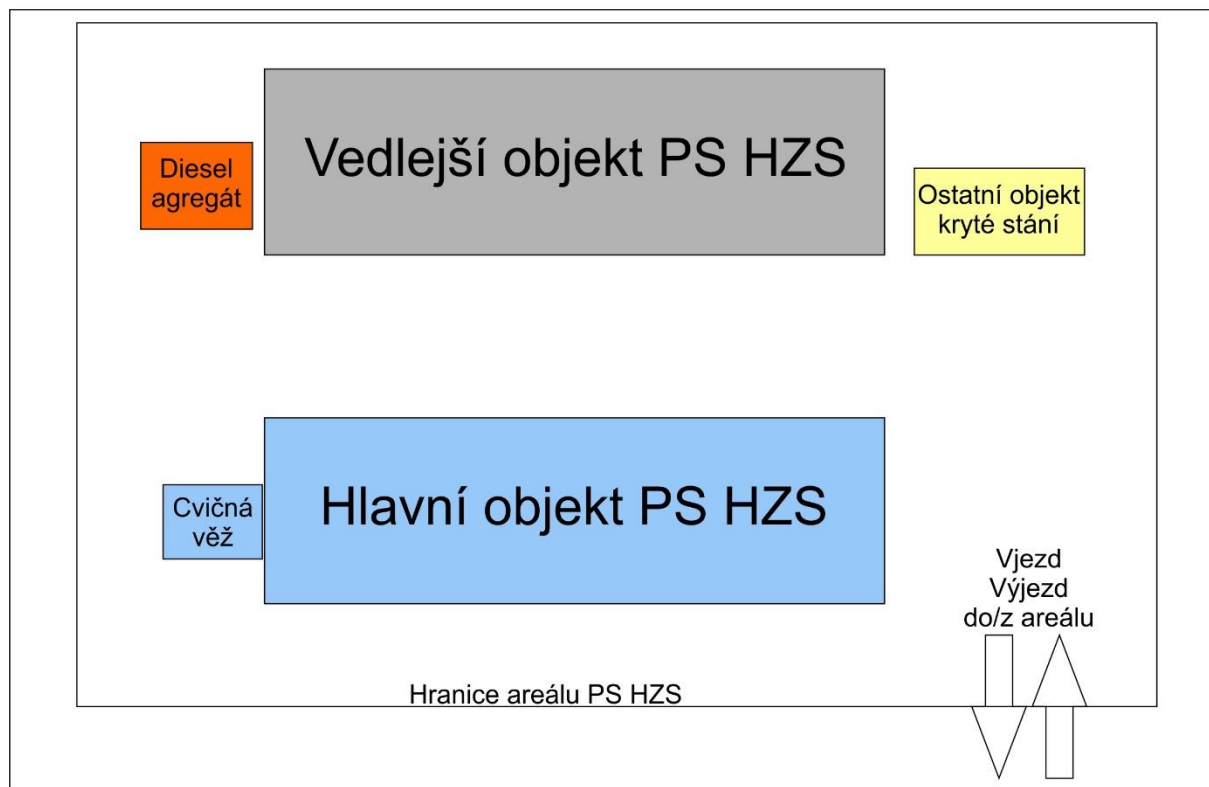 Vedlejší objekt PS HZS
Diesel
agregát
Ostatní objekt
kryté stání
Hlavní objekt PS HZS
Cvičná
věž
Vjezd
Výjezd
do/z areálu
Hranice areálu PS HZS